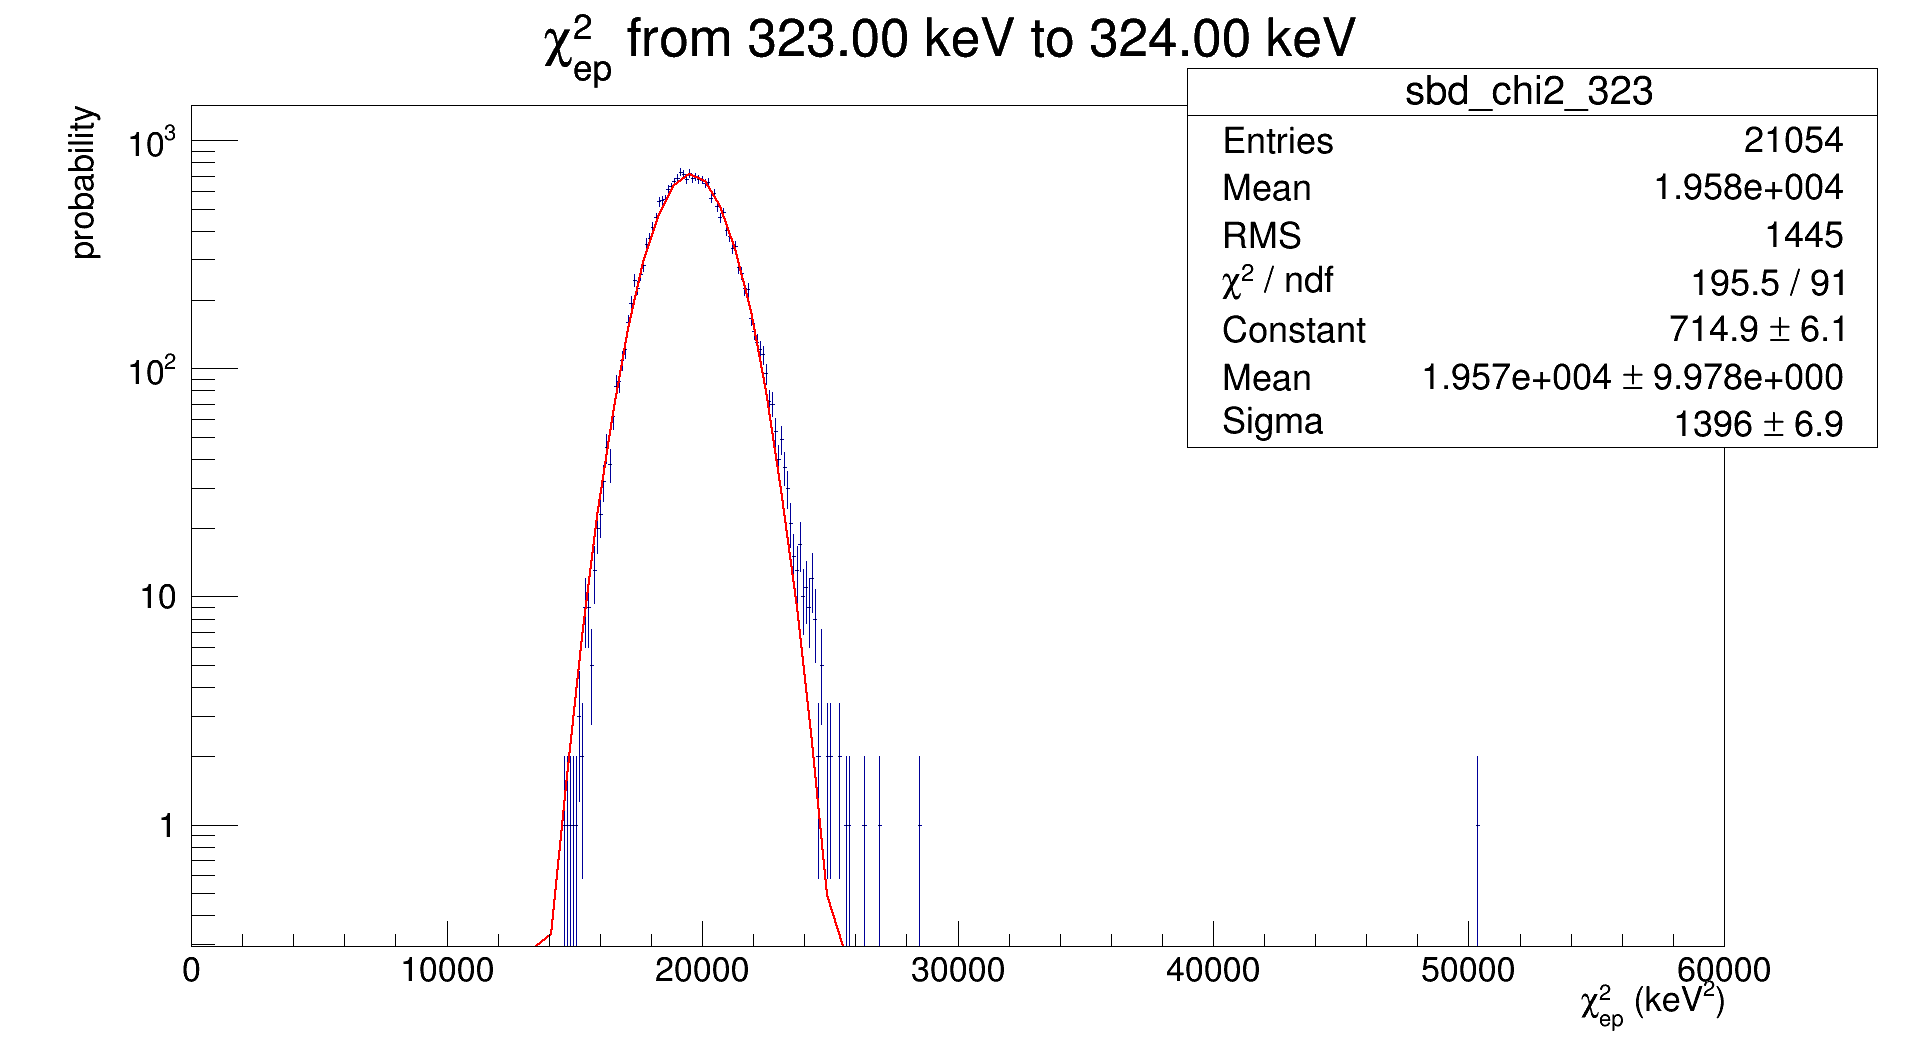 χ²ep from 323.00 keV to 324.00 keV
sbd_chi2_323
Entries 21054
Mean 1.958e+004
RMS 1445
χ² / ndf 195.5 / 91
Constant 714.9 ± 6.1
Mean 1.957e+004 ± 9.978e+000
Sigma 1396 ± 6.9
probability
10³
10²
10
1
0 10000 20000 30000 40000 50000 60000
χ²ep (keV²)